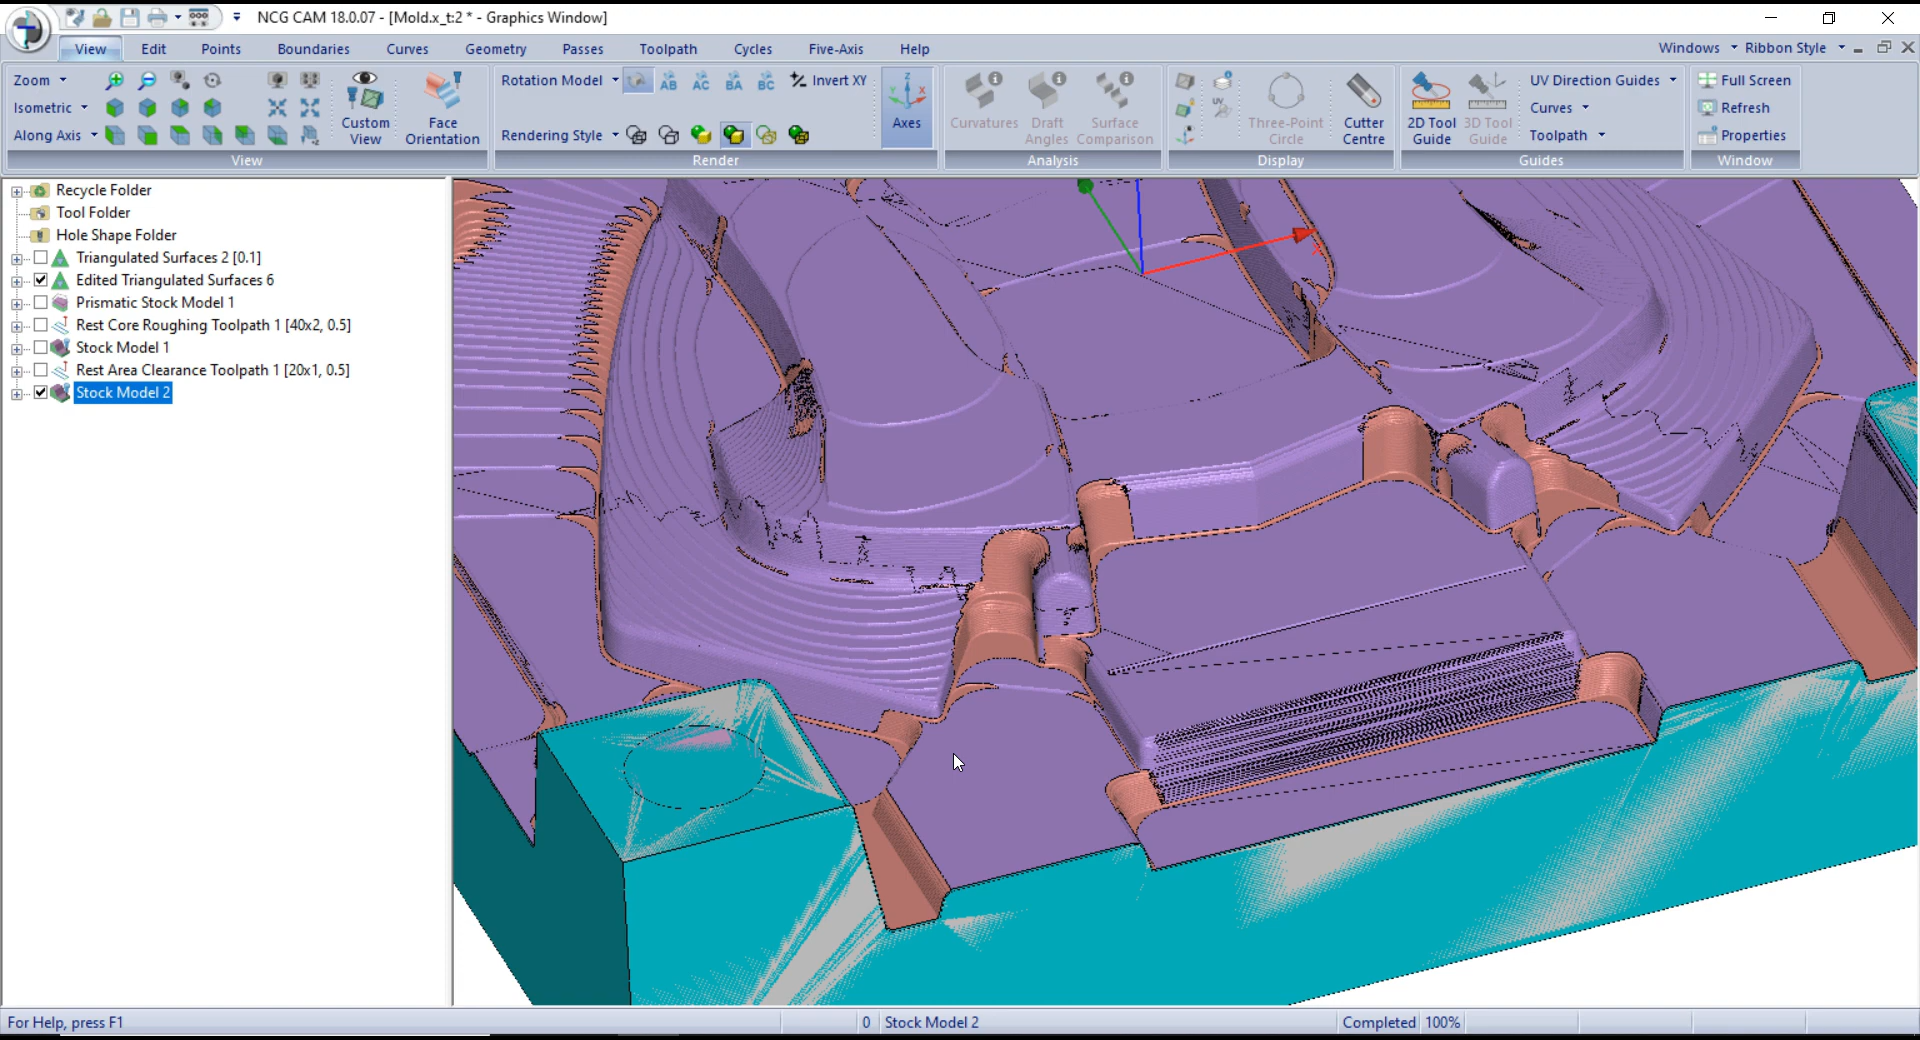 NCG CAM 18.0.07 - [Mold.x_t:2 * - Graphics Window]
View Edit Points Boundaries Curves Geometry Passes Toolpath Cycles Five-Axis Help Windows Ribbon Style
Zoom
Isometric
Along Axis
Custom View
Face Orientation
View
Rotation Model
AB AC BA BC
Invert XY
Rendering Style
Axes
Render
Curvatures
Draft Angles
Surface Comparison
Analysis
Three-Point Circle
Cutter Centre
Display
2D Tool Guide
3D Tool Guide
UV Direction Guides
Curves
Toolpath
Guides
Full Screen
Refresh
Properties
Window
Recycle Folder
Tool Folder
Hole Shape Folder
Triangulated Surfaces 2 [0.1]
Edited Triangulated Surfaces 6
Prismatic Stock Model 1
Rest Core Roughing Toolpath 1 [40x2, 0.5]
Stock Model 1
Rest Area Clearance Toolpath 1 [20x1, 0.5]
Stock Model 2
For Help, press F1
0 Stock Model 2
Completed 100%